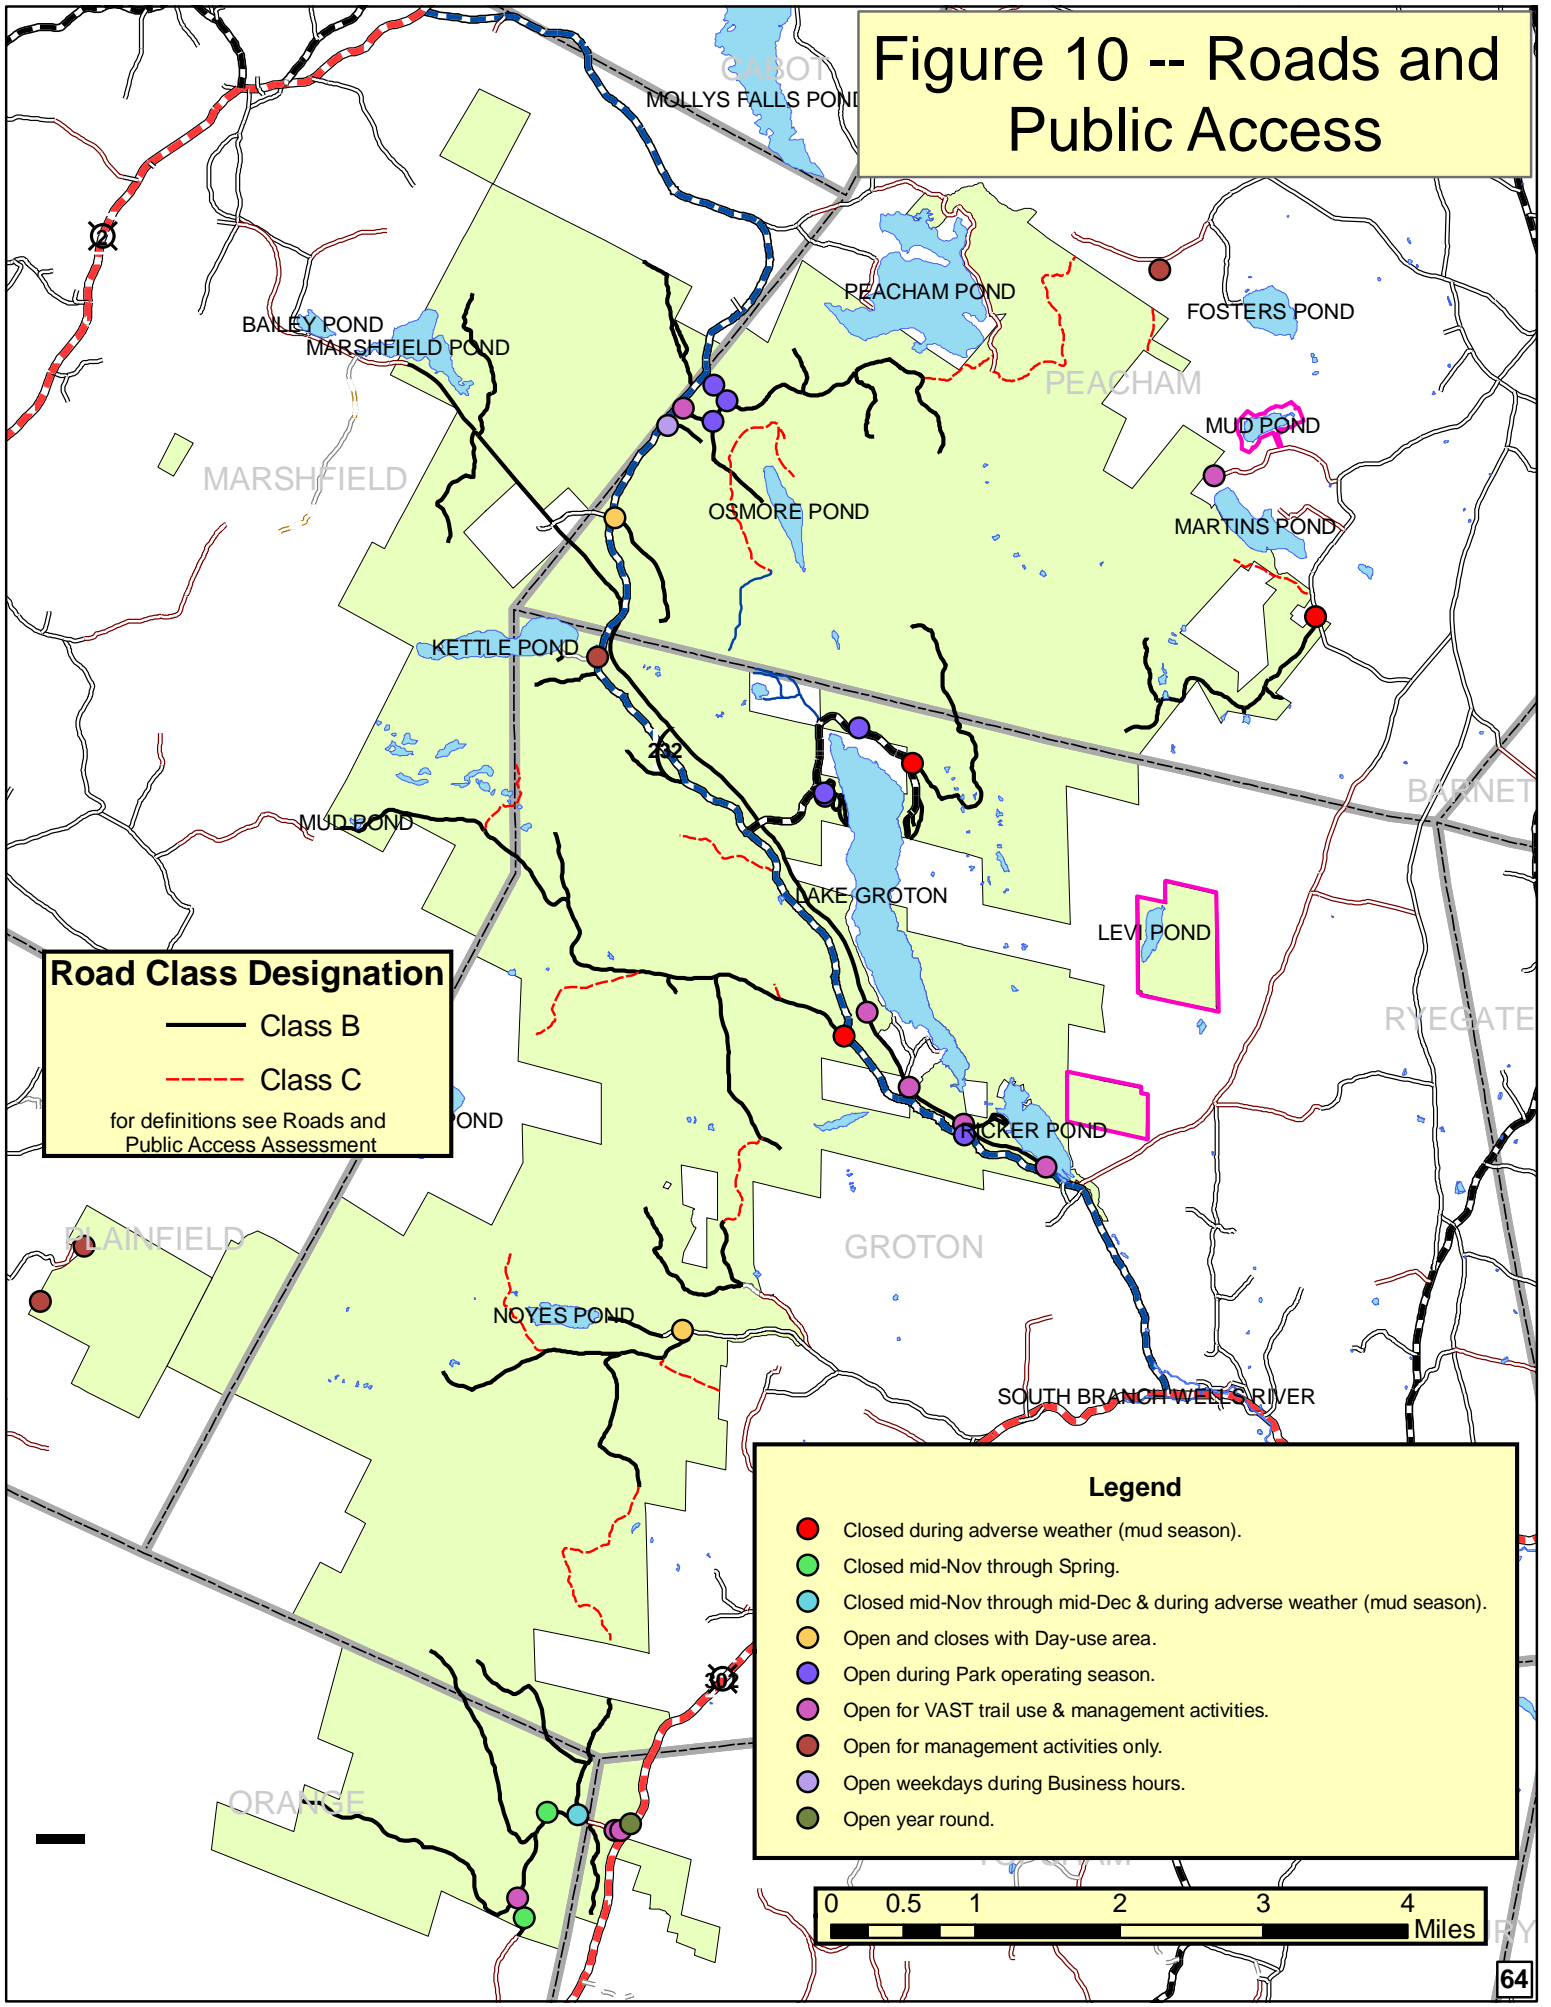 Figure 10 -- Roads and
Public Access
CABOT
MOLLYS FALLS POND
2
PEACHAM POND
FOSTERS POND
BAILEY POND
MARSHFIELD POND
PEACHAM
MUD POND
MARSHFIELD
OSMORE POND
MARTINS POND
KETTLE POND
232
BARNET
MUD POND
LAKE GROTON
LEVI POND
RYEGATE
Road Class Designation
Class B
Class C
for definitions see Roads and
Public Access Assessment
POND
RICKER POND
PLAINFIELD
GROTON
NOYES POND
SOUTH BRANCH WELLS RIVER
Legend
Closed during adverse weather (mud season).
Closed mid-Nov through Spring.
Closed mid-Nov through mid-Dec & during adverse weather (mud season).
Open and closes with Day-use area.
Open during Park operating season.
Open for VAST trail use & management activities.
Open for management activities only.
Open weekdays during Business hours.
Open year round.
302
ORANGE
0 0.5 1 2 3 4
Miles
64